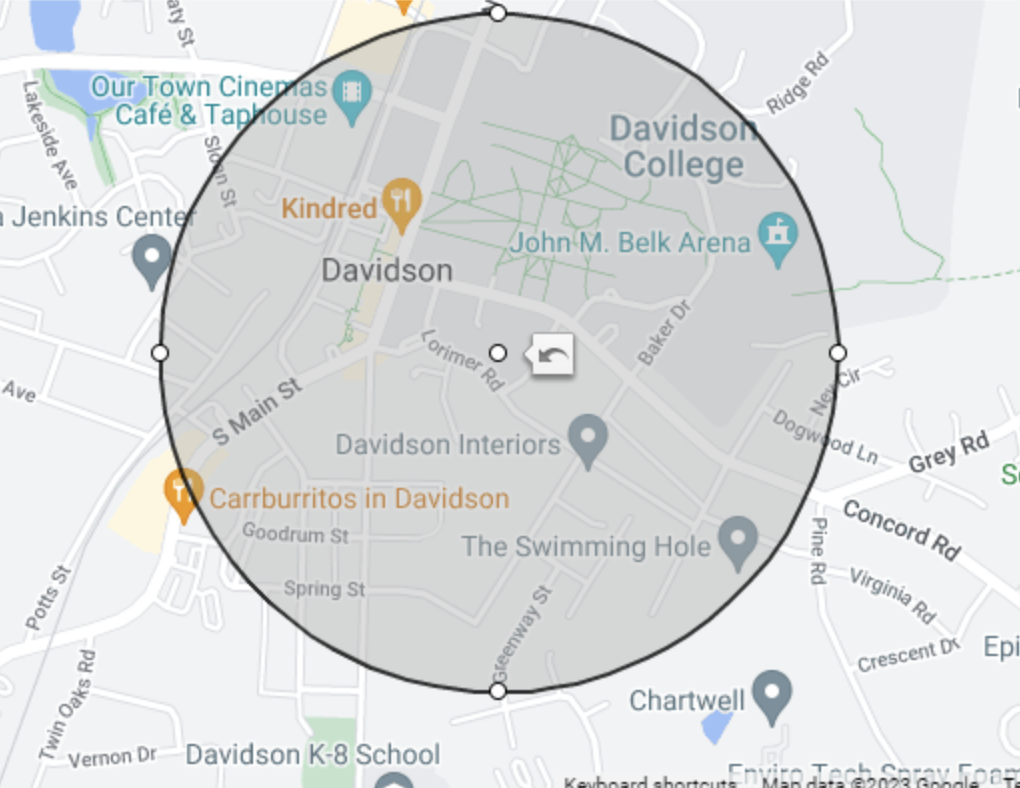 aty St
Our Town Cinemas
Café & Taphouse
Ridge Rd
Lakeside Ave
Davidson
College
Sloan St
Kindred
a Jenkins Center
John M. Belk Arena
Davidson
Baker Dr
Lorimer Rd
Ave
New Cir
S Main St
Dogwood Ln
Davidson Interiors
Grey Rd
Carrburritos in Davidson
Concord Rd
Goodrum St
The Swimming Hole
Pine Rd
Spring St
Virginia Rd
Potts St
Greenway St
Crescent Dr
Epi
Twin Oaks Rd
Chartwell
Vernon Dr
Davidson K-8 School
Enviro Tech Spray Foam
Keyboard shortcuts
Map data ©2023 Google
Te